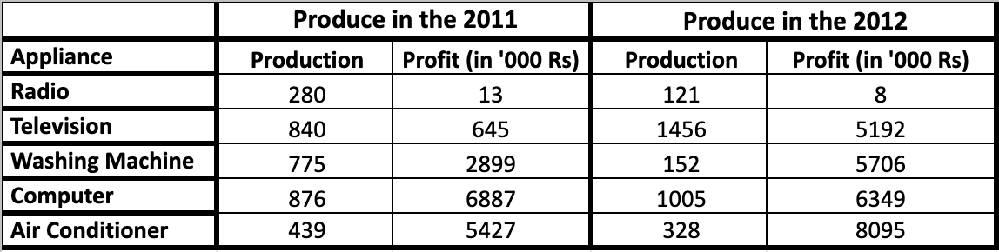 Produce in the 2011 Produce in the 2012
Appliance Production Profit (in '000 Rs) Production Profit (in '000 Rs)
Radio 280 13 121 8
Television 840 645 1456 5192
Washing Machine 775 2899 152 5706
Computer 876 6887 1005 6349
Air Conditioner 439 5427 328 8095